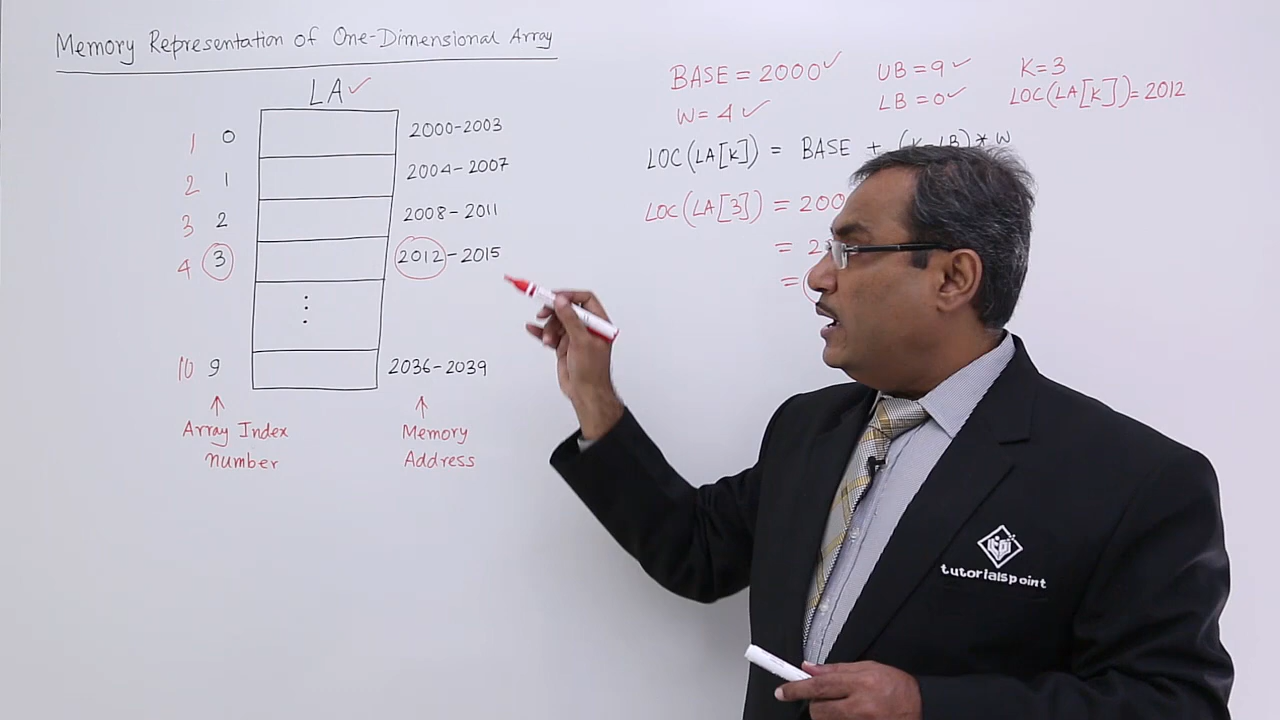 Memory Representation of One-Dimensional Array
LA ✓
1 0 2000-2003
2 1 2004-2007
3 2 2008-2011
4 3 2012-2015
⋮
10 9 2036-2039
↑ ↑
Array Index Memory
Number Address
BASE = 2000 ✓ UB = 9 ✓ K = 3
W = 4 ✓ LB = 0 ✓ LOC(LA[K]) = 2012
LOC(LA[K]) = BASE + (K-LB) * W
LOC(LA[3]) = 200
= 2
=
tutorialspoint